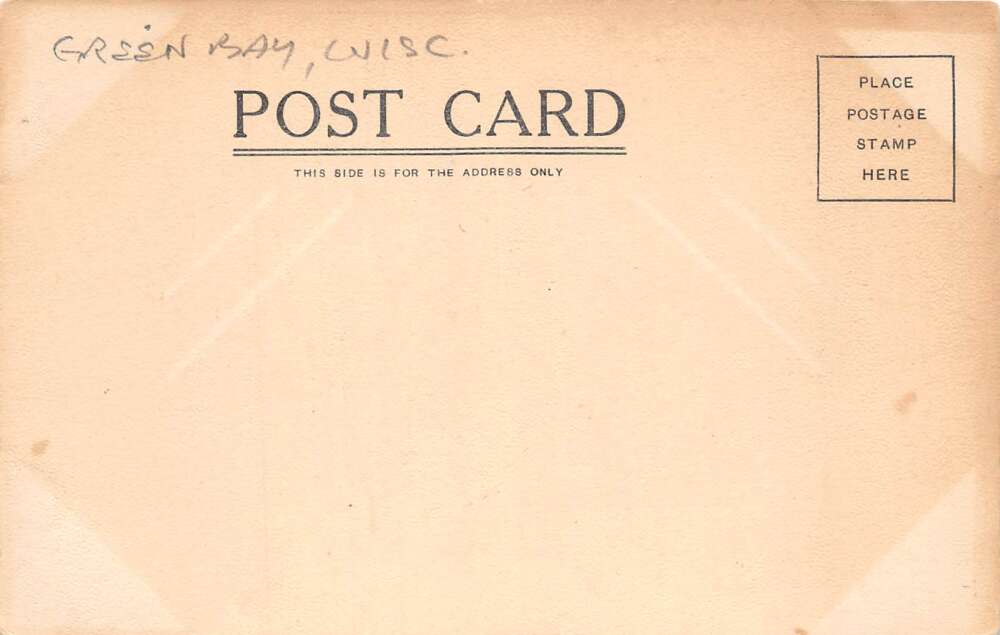 GREEN BAY, WISC.
POST CARD
THIS SIDE IS FOR THE ADDRESS ONLY
PLACE
POSTAGE
STAMP
HERE